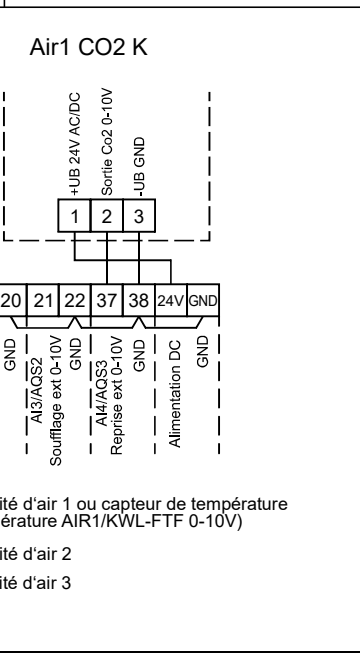 Air1 CO2 K
+UB 24V AC/DC
Sortie Co2 0-10V
-UB GND
1 2 3
20 21 22 37 38 24V GND
GND
AI3/AQS2
Soufflage ext 0-10V
GND
AI4/AQS3
Reprise ext 0-10V
GND
Alimentation DC
GND
ité d'air 1 ou capteur de température
érature AIR1/KWL-FTF 0-10V)
ité d'air 2
ité d'air 3